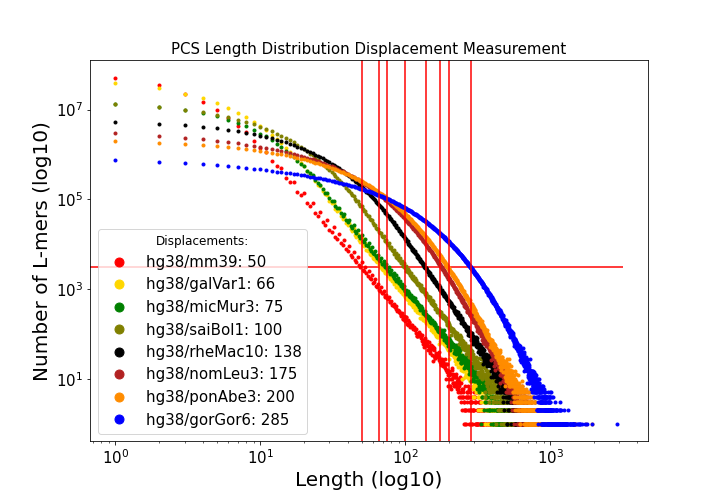 PCS Length Distribution Displacement Measurement
Number of L-mers (log10)
10⁷
10⁵
10³
10¹
Displacements:
hg38/mm39: 50
hg38/galVar1: 66
hg38/micMur3: 75
hg38/saiBol1: 100
hg38/rheMac10: 138
hg38/nomLeu3: 175
hg38/ponAbe3: 200
hg38/gorGor6: 285
10⁰ 10¹ 10² 10³
Length (log10)